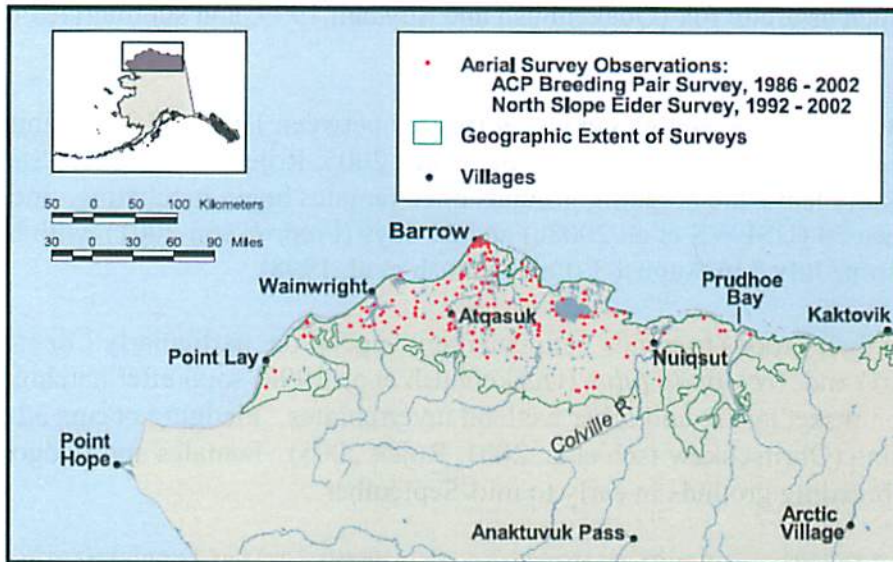 Aerial Survey Observations:
ACP Breeding Pair Survey, 1986 - 2002
North Slope Eider Survey, 1992 - 2002
Geographic Extent of Surveys
Villages
50 0 50 100 Kilometers
30 0 30 60 90 Miles
Barrow
Wainwright
Prudhoe
Bay
Atqasuk
Kaktovik
Point Lay
Nuiqsut
Colville R.
Point
Hope
Anaktuvuk Pass
Arctic
Village